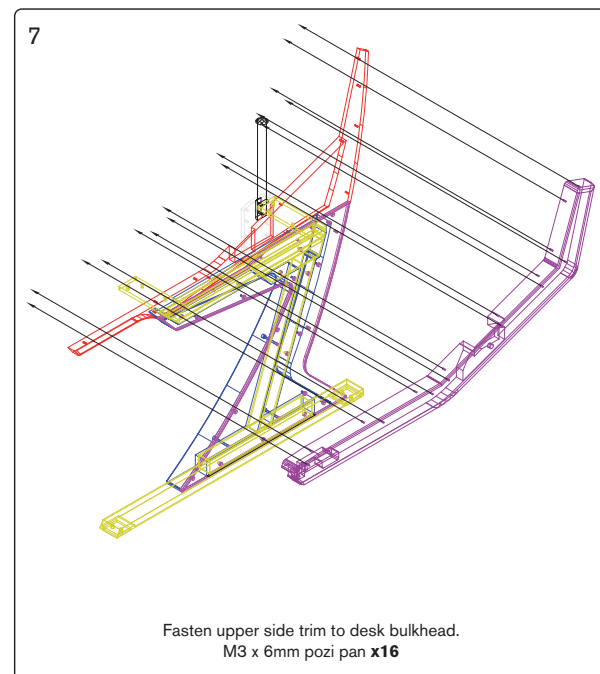 7
Fasten upper side trim to desk bulkhead.
M3 x 6mm pozi pan x16